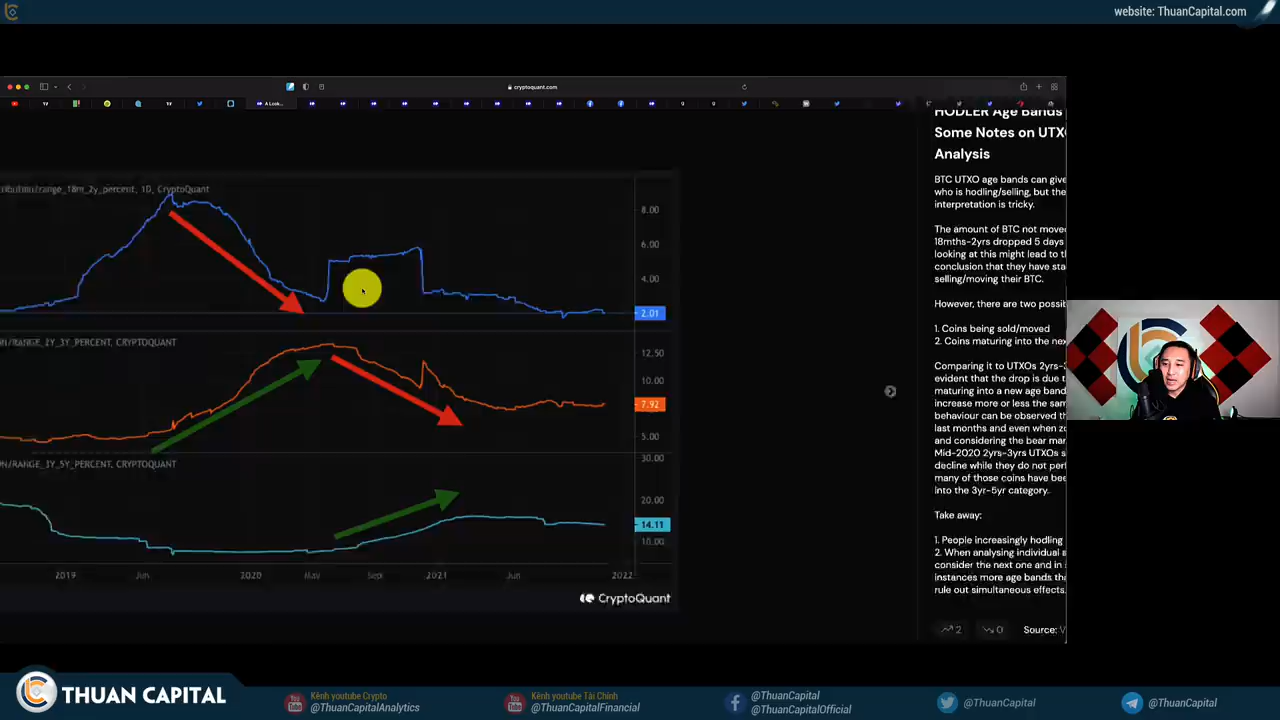 website: ThuanCapital.com
cryptoquant.com
A Look...
range_18m_2y_percent, 1D, CryptoQuant
8.00
6.00
4.00
2.01
ON/RANGE_2Y_3Y_PERCENT, CRYPTOQUANT
12.50
10.00
7.92
5.00
ON/RANGE_3Y_5Y_PERCENT, CRYPTOQUANT
30.00
20.00
14.11
10.00
2019
Jun
2020
May
Sep
2021
Jun
2022
CryptoQuant
HODLER Age Bands
Some Notes on UTXO
Analysis
BTC UTXO age bands can give
who is hodling/selling, but the
interpretation is tricky.
The amount of BTC not move
18mths-2yrs dropped 5 days
looking at this might lead to th
conclusion that they have sta
selling/moving their BTC.
However, there are two possi
1. Coins being sold/moved
2. Coins maturing into the nex
Comparing it to UTXOs 2yrs-
evident that the drop is due t
maturing into a new age band
increase more or less the sam
behaviour can be observed th
last months and even when zo
and considering the bear mar
Mid-2020 2yrs-3yrs UTXOs s
decline while they do not per
many of those coins have bee
into the 3yr-5yr category.
Take away:
1. People increasingly hodling
2. When analysing individual a
consider the next one and in s
instances more age bands tha
rule out simultaneous effects.
2
0
Source: V
THUAN CAPITAL
Kênh youtube Crypto
@ThuanCapitalAnalytics
Kênh youtube Tài Chính
@ThuanCapitalFinancial
@ThuanCapital
@ThuanCapitalOfficial
@ThuanCapital
@ThuanCapital